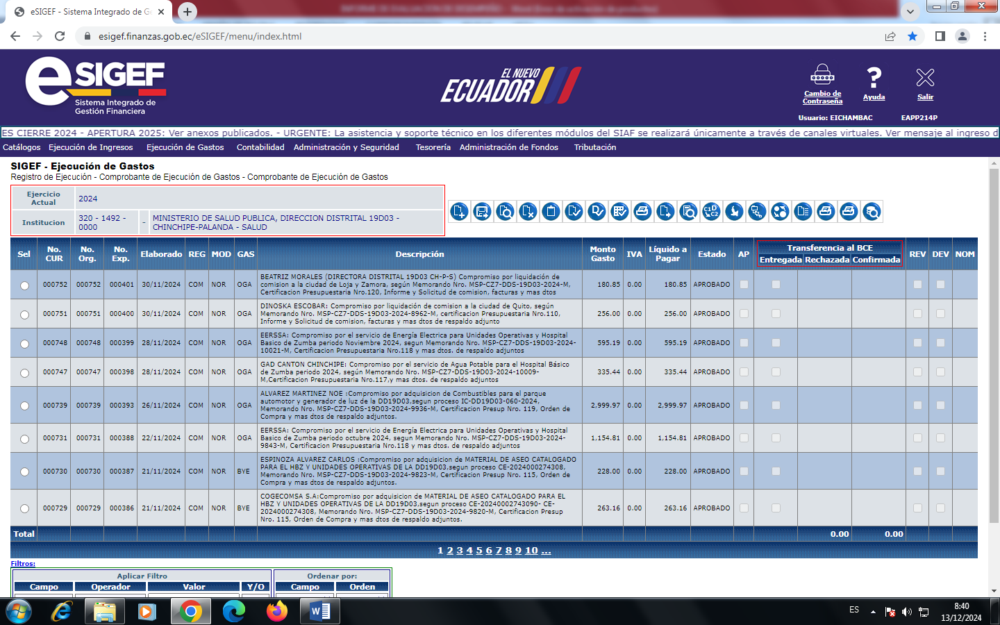 eSIGEF - Sistema Integrado de G
esigef.finanzas.gob.ec/eSIGEF/menu/index.html
eSIGEF
Sistema Integrado de
Gestión Financiera
EL NUEVO
ECUADOR
Cambio de
Contraseña
Ayuda
Salir
Usuario: EICHAMBAC
EAPP214P
ES CIERRE 2024 - APERTURA 2025: Ver anexos publicados. - URGENTE: La asistencia y soporte técnico en los diferentes módulos del SIAF se realizará únicamente a través de canales virtuales. Ver mensaje al ingreso d
Catálogos Ejecución de Ingresos Ejecución de Gastos Contabilidad Administración y Seguridad Tesorería Administración de Fondos Tributación
SIGEF - Ejecución de Gastos
Registro de Ejecución - Comprobante de Ejecución de Gastos - Comprobante de Ejecución de Gastos
Ejercicio Actual 2024
Institucion 320 - 1492 - 0000 - MINISTERIO DE SALUD PUBLICA, DIRECCION DISTRITAL 19D03 - CHINCHIPE-PALANDA - SALUD
Sel No. CUR No. Org. No. Exp. Elaborado REG MOD GAS Descripción Monto Gasto IVA Líquido a Pagar Estado AP Transferencia al BCE Entregada Rechazada Confirmada REV DEV NOM
000752 000752 000401 30/11/2024 COM NOR OGA BEATRIZ MORALES (DIRECTORA DISTRITAL 19D03 CH-P-S) Compromiso por liquidación de
comision a la ciudad de Loja y Zamora, según Memorando Nro. MSP-CZ7-DDS-19D03-2024-M,
Certificacion Presupuestaria Nro.120, Informe y Solicitud de comision, facturas y mas dtos 180.85 0.00 180.85 APROBADO
000751 000751 000400 30/11/2024 COM NOR OGA DINOSKA ESCOBAR: Compromiso por liquidación de comision a la ciudad de Quito, según
Memorando Nro. MSP-CZ7-DDS-19D03-2024-8962-M, certificacion Presupuestaria Nro.110,
Informe y Solicitud de comision, facturas y mas dtos de respaldo adjunto 256.00 0.00 256.00 APROBADO
000748 000748 000399 28/11/2024 COM NOR OGA EERSSA: Compromiso por el servicio de Energía Electrica para Unidades Operativas y Hospital
Basico de Zumba periodo Noviembre 2024, segun Memorando Nro. MSP-CZ7-DDS-19D03-2024-
10021-M, Certificacion Presupuestaria Nro.118 y mas dtos. de respaldo adjuntos 595.19 0.00 595.19 APROBADO
000747 000747 000398 28/11/2024 COM NOR OGA GAD CANTON CHINCHIPE: Compromiso por el servicio de Agua Potable para el Hospital Básico
de Zumba periodo 2024, según Memorando Nro. MSP-CZ7-DDS-19D03-2024-10009-
M,Certificacion Presupuestaria Nro.117,y mas dtos. de respaldo adjuntos 335.44 0.00 335.44 APROBADO
000739 000739 000393 26/11/2024 COM NOR OGA ALVAREZ MARTINEZ NOE :Compromiso por adquisicion de Combustibles para el parque
automotor y generador de luz de la DD19D03,segun proceso IC-DD19D03-060-2024,
Memorando Nro. MSP-CZ7-DDS-19D03-2024-9936-M, Certificacion Presup Nro. 119, Orden de
Compra y mas dtos de respaldo adjuntos. 2,999.97 0.00 2,999.97 APROBADO
000731 000731 000388 22/11/2024 COM NOR OGA EERSSA: Compromiso por el servicio de Energía Electrica para Unidades Operativas y Hospital
Basico de Zumba periodo octubre 2024, segun Memorando Nro. MSP-CZ7-DDS-19D03-2024-
9843-M, Certificacion Presupuestaria Nro.118 y mas dtos. de respaldo adjuntos 1,154.81 0.00 1,154.81 APROBADO
000730 000730 000387 21/11/2024 COM NOR BYE ESPINOZA ALVAREZ CARLOS :Compromiso por adquisicion de MATERIAL DE ASEO CATALOGADO
PARA EL HBZ Y UNIDADES OPERATIVAS DE LA DD19D03,segun proceso CE-2024000274308,
Memorando Nro. MSP-CZ7-DDS-19D03-2024-9823-M, Certificacion Presup Nro. 115, Orden de
Compra y mas dtos de respaldo adjuntos. 228.00 0.00 228.00 APROBADO
000729 000729 000386 21/11/2024 COM NOR BYE COGECOMSA S.A:Compromiso por adquisicion de MATERIAL DE ASEO CATALOGADO PARA EL
HBZ Y UNIDADES OPERATIVAS DE LA DD19D03,segun proceso CE-20240002743090- CE-
2024000274308, Memorando Nro. MSP-CZ7-DDS-19D03-2024-9820-M, Certificacion Presup
Nro. 115, Orden de Compra y mas dtos de respaldo adjuntos. 263.16 0.00 263.16 APROBADO
Total 0.00 0.00
1 2 3 4 5 6 7 8 9 10 ...
Filtros:
Aplicar Filtro Ordenar por:
Campo Operador Valor Y/O Campo Orden
ES
8:40
13/12/2024